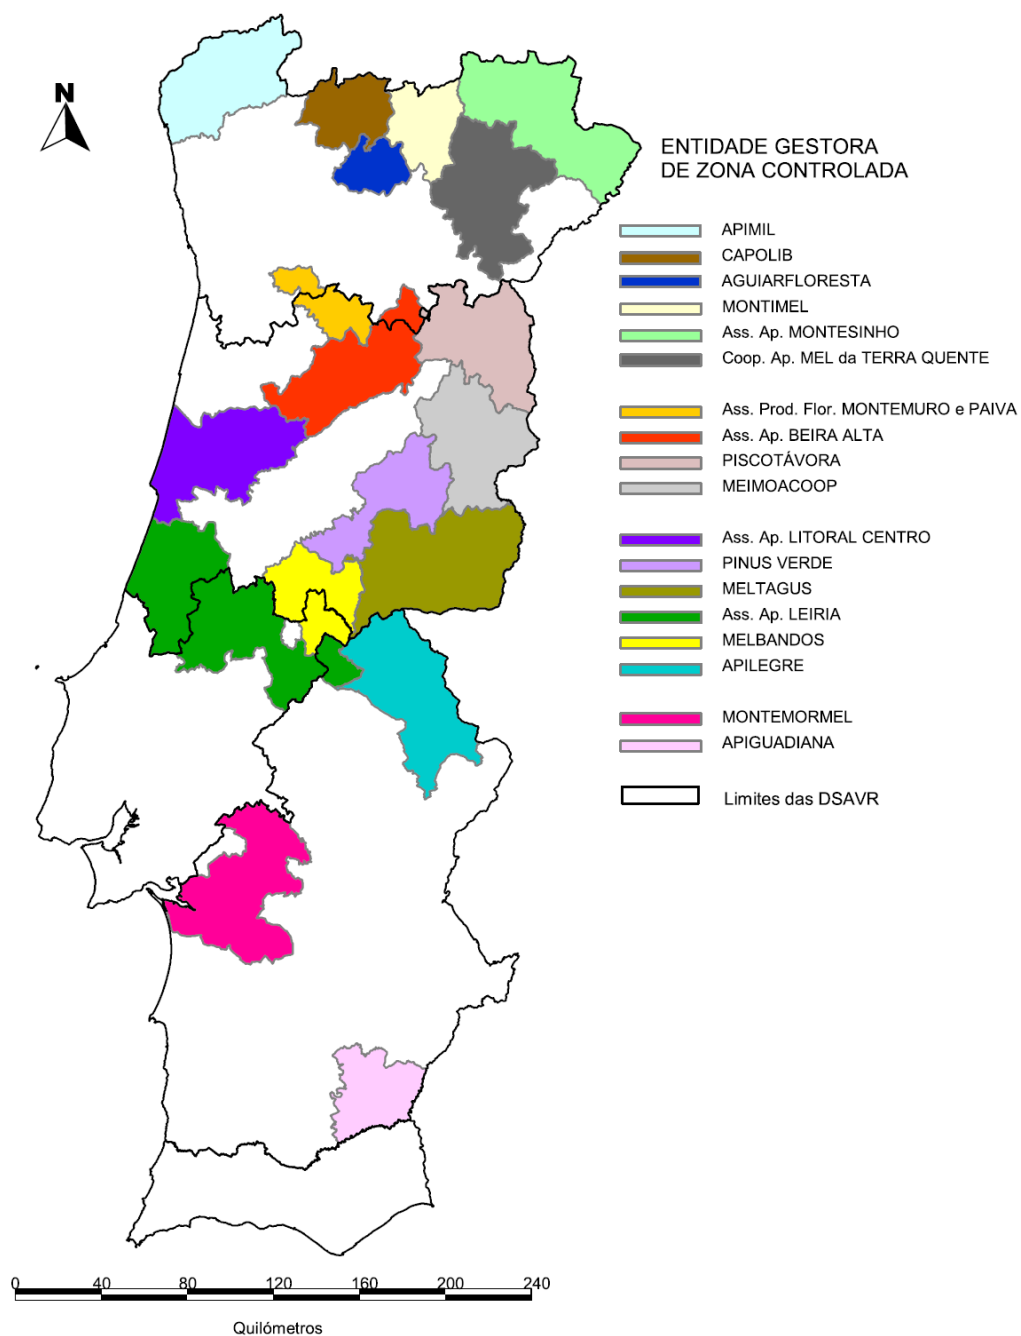 N
ENTIDADE GESTORA
DE ZONA CONTROLADA
APIMIL
CAPOLIB
AGUIARFLORESTA
MONTIMEL
Ass. Ap. MONTESINHO
Coop. Ap. MEL da TERRA QUENTE
Ass. Prod. Flor. MONTEMURO e PAIVA
Ass. Ap. BEIRA ALTA
PISCOTÁVORA
MEIMOACOOP
Ass. Ap. LITORAL CENTRO
PINUS VERDE
MELTAGUS
Ass. Ap. LEIRIA
MELBANDOS
APILEGRE
MONTEMORMEL
APIGUADIANA
Limites das DSAVR
0 40 80 120 160 200 240
Quilómetros